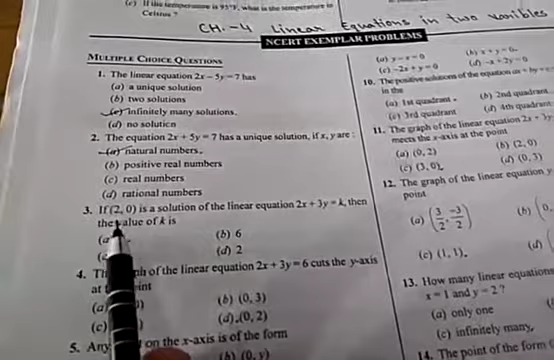 (c) If the temperature is 95°F, what is the temperature in
Celsius ?
CH.-4 Linear Equations in two variables
NCERT EXEMPLAR PROBLEMS
MULTIPLE CHOICE QUESTIONS
1. The linear equation 2x – 5y = 7 has
(a) a unique solution
(b) two solutions
(c) infinitely many solutions.
(d) no solution
2. The equation 2x + 5y = 7 has a unique solution, if x, y are :
(a) natural numbers.
(b) positive real numbers
(c) real numbers
(d) rational numbers
3. If (2, 0) is a solution of the linear equation 2x + 3y = k, then
the value of k is
(b) 6
(d) 2
4. of the linear equation 2x + 3y = 6 cuts the y-axis
at
(a)
(b) (0, 3)
(c)
(d) (0, 2)
5. Any on the x-axis is of the form
(b) (0, y)
(a) y – x = 0
(b) x + y = 0
(c) –2x + y = 0
(d) –x + 2y = 0
10. The positive solutions of the equation ax + by =
in the
(a) 1st quadrant
(b) 2nd quadrant
(c) 3rd quadrant
(d) 4th quadrant
11. The graph of the linear equation 2x + 3y
meets the x-axis at the point
(a) (0, 2)
(b) (2, 0)
(c) (3, 0)
(d) (0, 3)
12. The graph of the linear equation y
point
(a) (3/2, –3/2)
(b) (0,
(c) (1, 1)
(d)
13. How many linear equations
x = 1 and y = 2 ?
(a) only one
(c) infinitely many
14. The point of the form